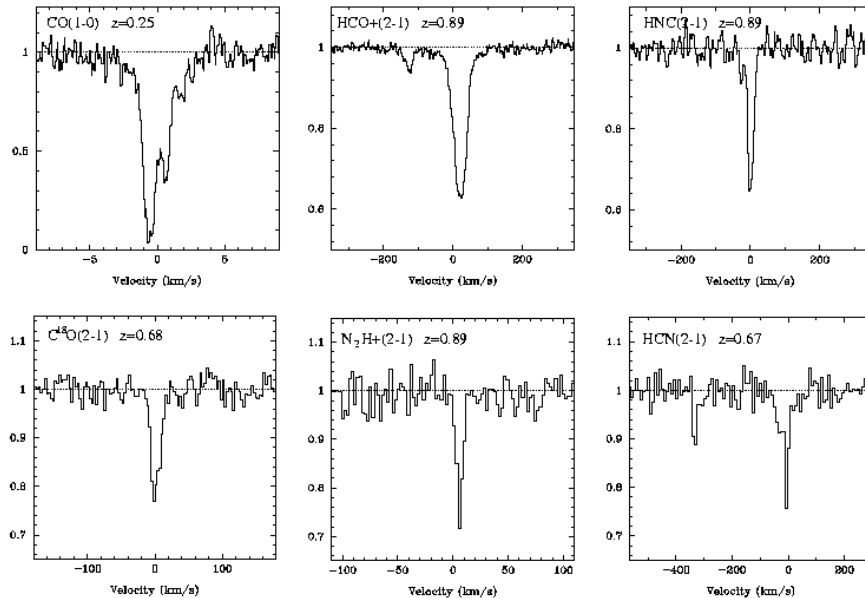 CO(1-0) z=0.25
1
0.5
0
-5 0 5
Velocity (km/s)
HCO+(2-1) z=0.89
1
0.8
0.6
-200 0 200
Velocity (km/s)
HNC(2-1) z=0.89
1
0.8
0.6
-200 0 200
Velocity (km/s)
C¹⁸O(2-1) z=0.68
1.1
1
0.9
0.8
0.7
-100 0 100
Velocity (km/s)
N₂H+(2-1) z=0.89
1.1
1
0.9
0.8
0.7
-100 -50 0 50 100
Velocity (km/s)
HCN(2-1) z=0.67
1.1
1
0.9
0.8
0.7
-400 -200 0 200
Velocity (km/s)